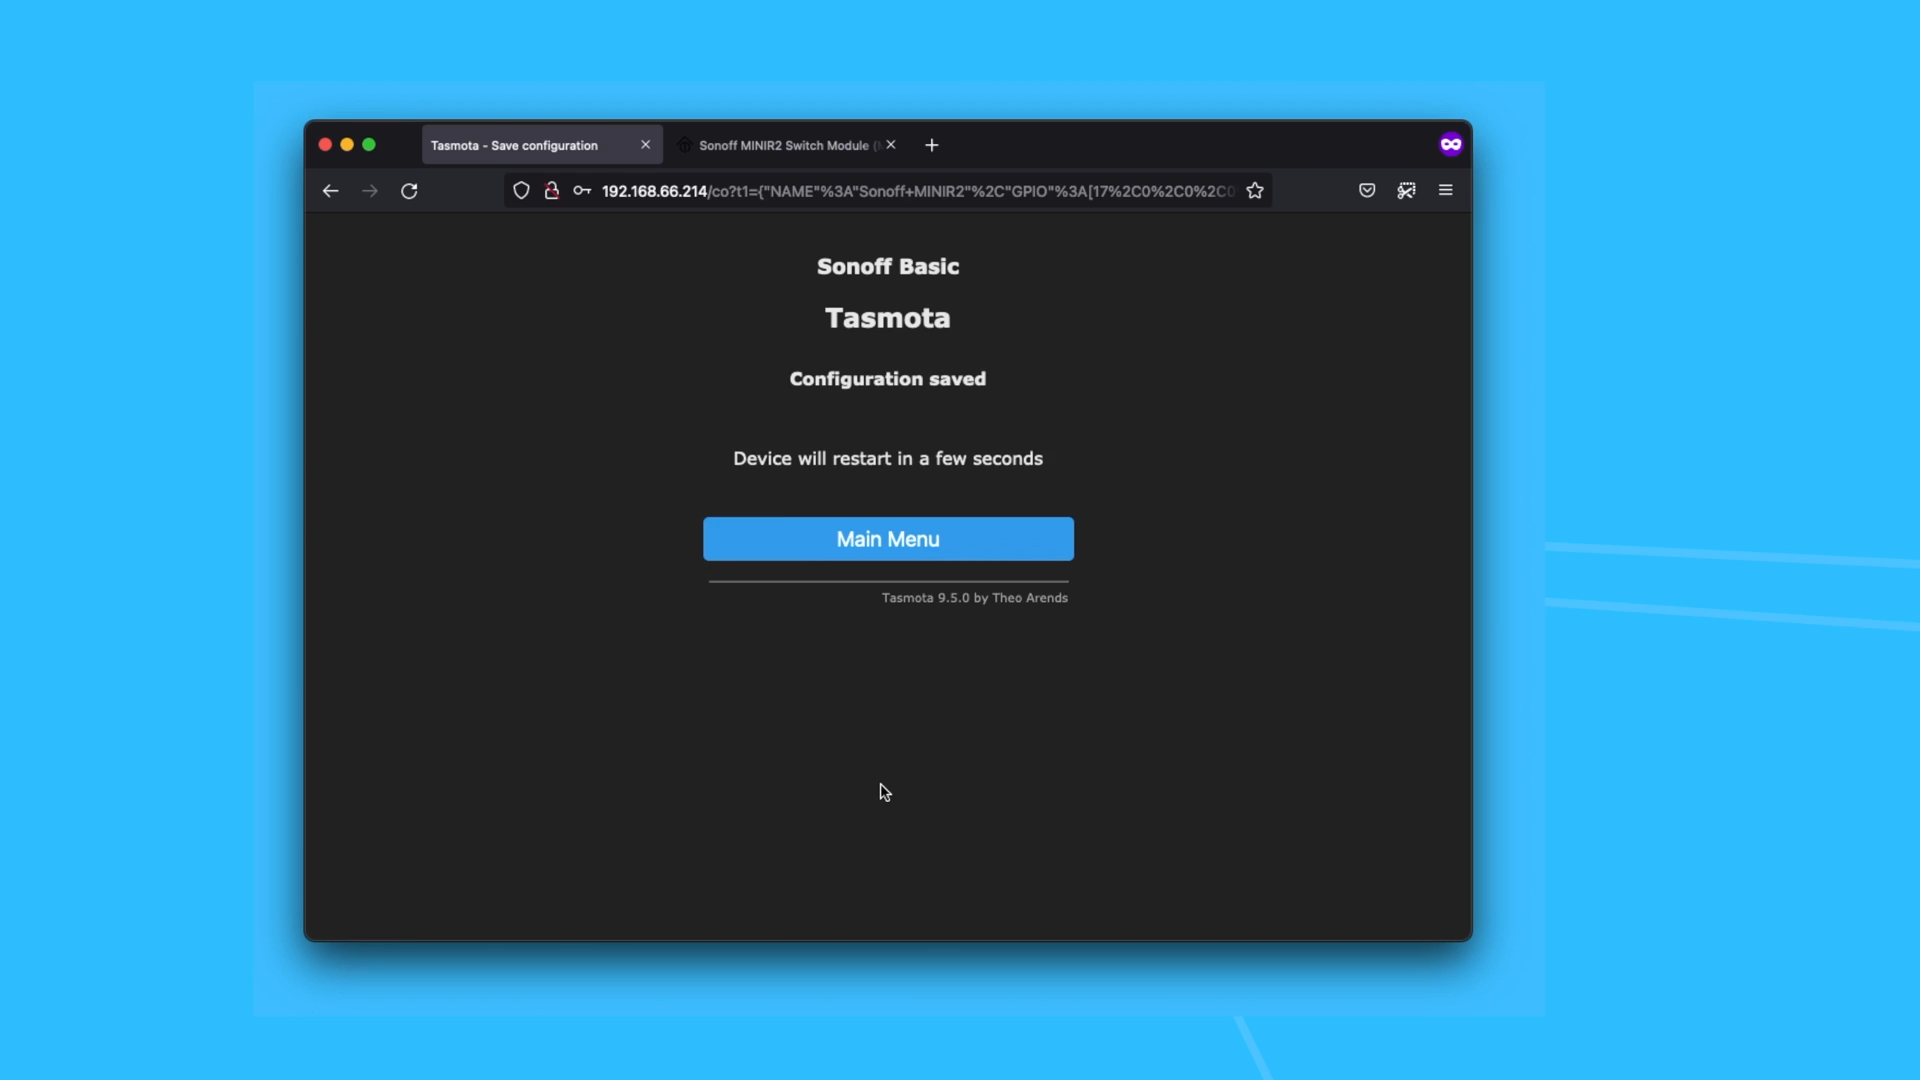 Tasmota - Save configuration
Sonoff MINIR2 Switch Module (
192.168.66.214/co?t1={"NAME"%3A"Sonoff+MINIR2"%2C"GPIO"%3A[17%2C0%2C0%2C0
Sonoff Basic
Tasmota
Configuration saved
Device will restart in a few seconds
Main Menu
Tasmota 9.5.0 by Theo Arends